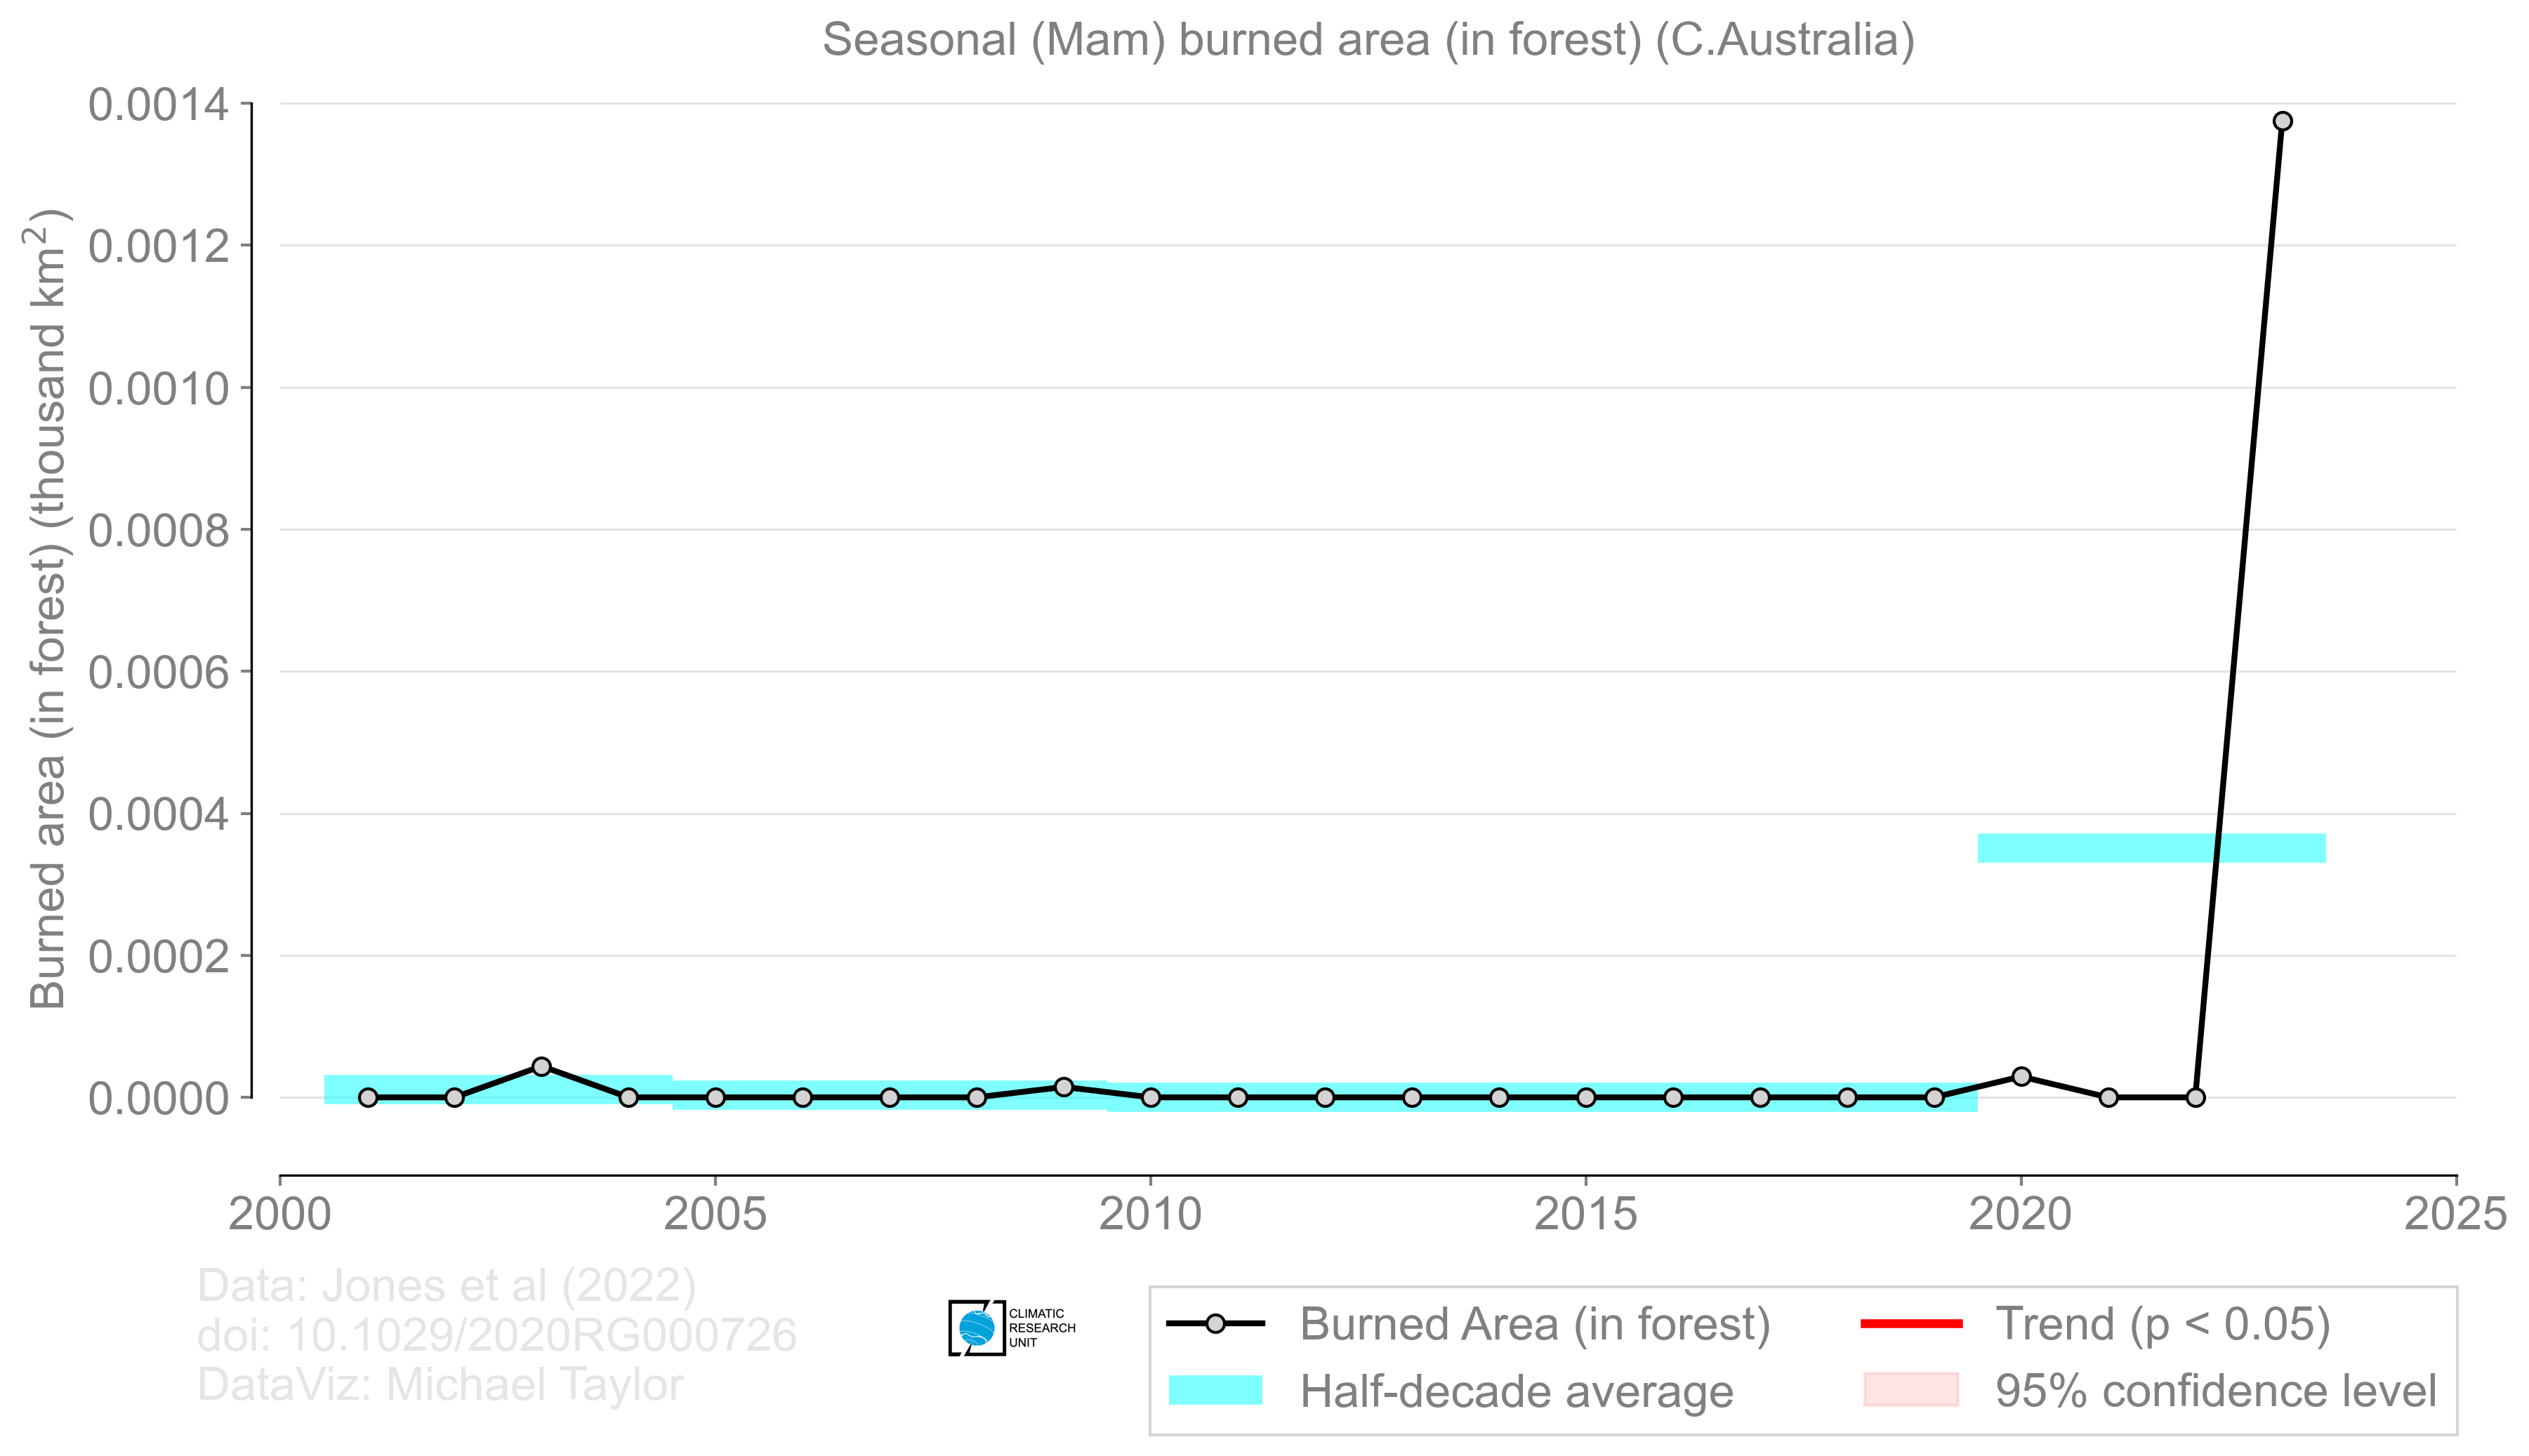 Seasonal (Mam) burned area (in forest) (C.Australia)
Burned area (in forest) (thousand km²)
0.0014
0.0012
0.0010
0.0008
0.0006
0.0004
0.0002
0.0000
2000 2005 2010 2015 2020 2025
Data: Jones et al (2022)
doi: 10.1029/2020RG000726
DataViz: Michael Taylor
CLIMATIC
RESEARCH
UNIT
Burned Area (in forest)
Half-decade average
Trend (p < 0.05)
95% confidence level